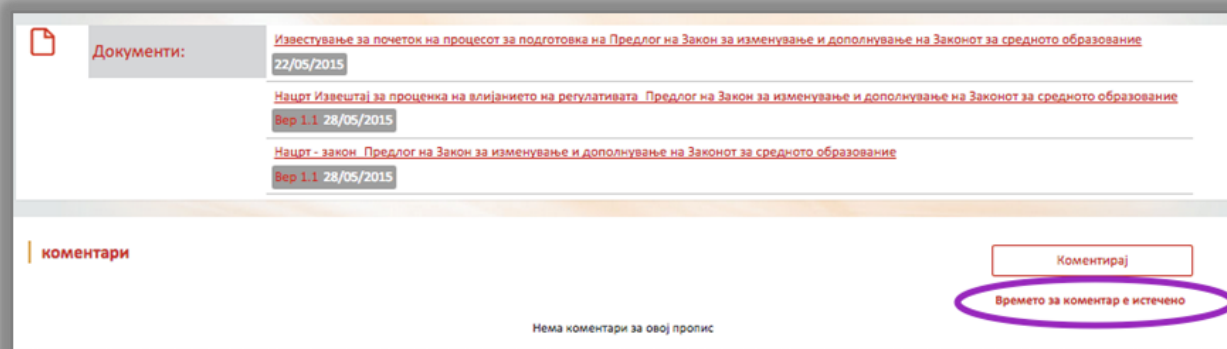 Документи:
Известување за почеток на процесот за подготовка на Предлог на Закон за изменување и дополнување на Законот за средното образование
22/05/2015
Нацрт Извештај за проценка на влијанието на регулативата Предлог на Закон за изменување и дополнување на Законот за средното образование
Вер 1.1 28/05/2015
Нацрт - закон Предлог на Закон за изменување и дополнување на Законот за средното образование
Вер 1.1 28/05/2015
коментари
Коментирај
Времето за коментар е истечено
Нема коментари за овој пропис